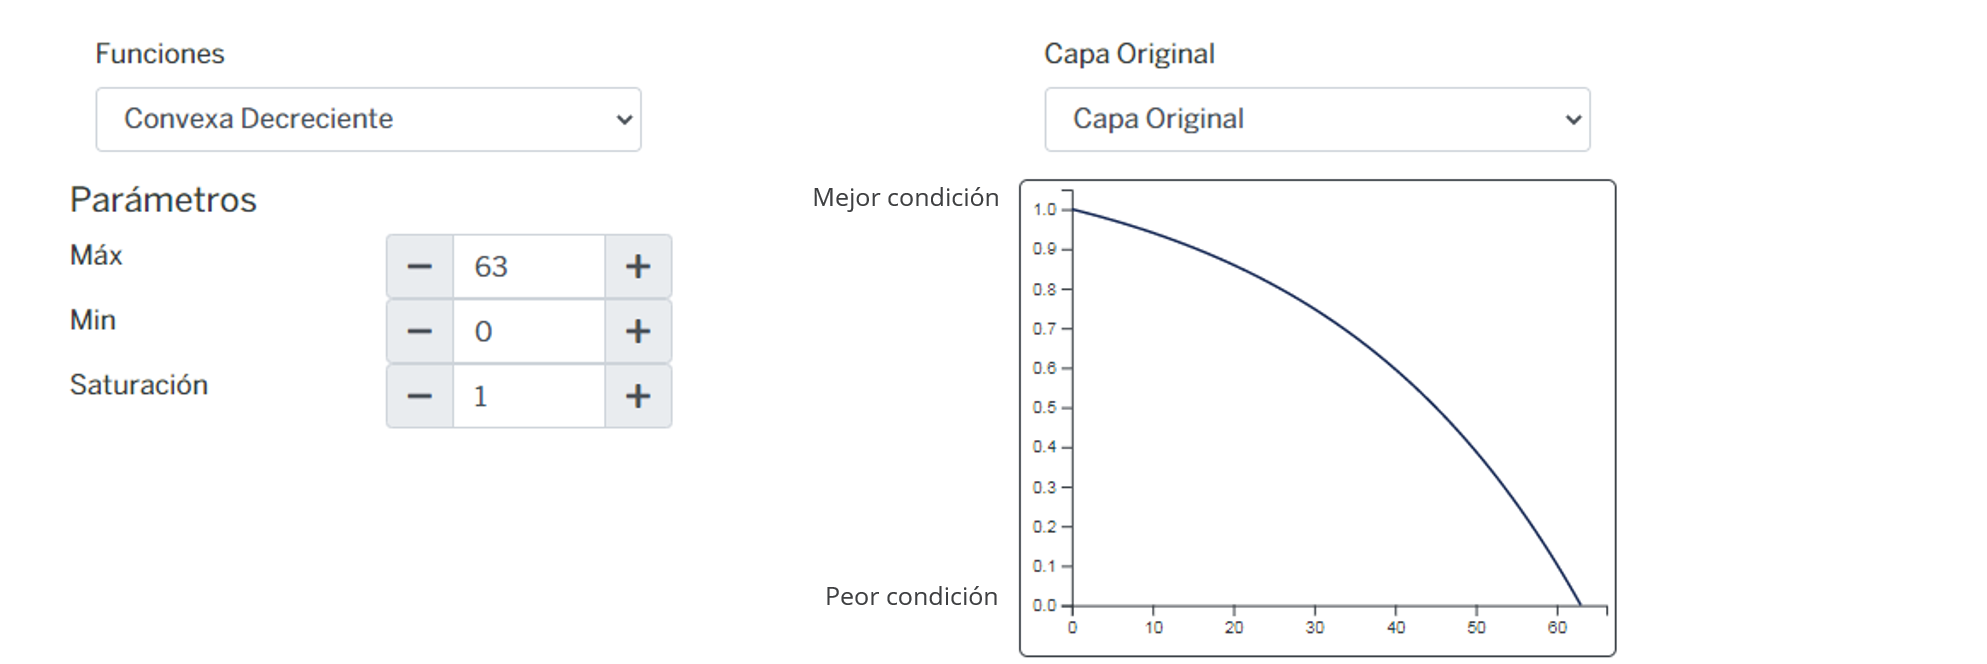 Funciones
Convexa Decreciente
Parámetros
Máx
63
Min
0
Saturación
1
Capa Original
Capa Original
Mejor condición
Peor condición
1.0
0.9
0.8
0.7
0.6
0.5
0.4
0.3
0.2
0.1
0.0
0 10 20 30 40 50 60